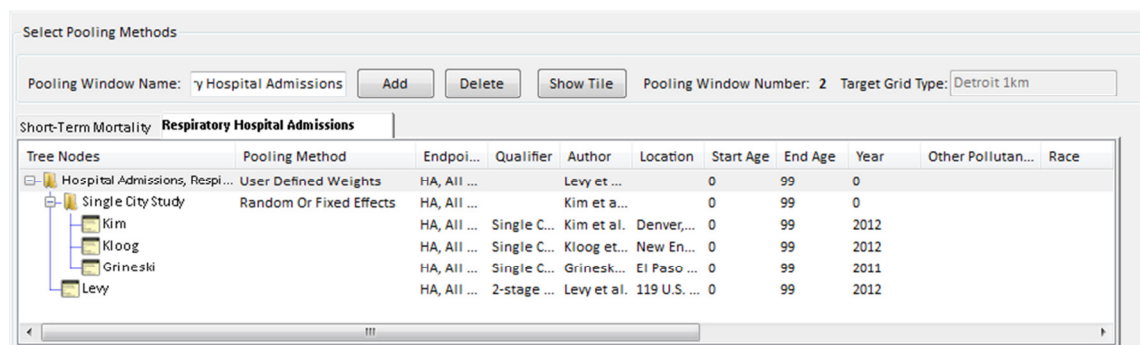 Select Pooling Methods
Pooling Window Name: ry Hospital Admissions Add Delete Show Tile Pooling Window Number: 2 Target Grid Type: Detroit 1km
Short-Term Mortality Respiratory Hospital Admissions
Tree Nodes Pooling Method Endpoi... Qualifier Author Location Start Age End Age Year Other Pollutan... Race
Hospital Admissions, Respi... User Defined Weights HA, All ... Levy et ... 0 99 0
Single City Study Random Or Fixed Effects HA, All ... Kim et a... 0 99 0
Kim HA, All ... Single C... Kim et al. Denver,... 0 99 2012
Kloog HA, All ... Single C... Kloog et... New En... 0 99 2012
Grineski HA, All ... Single C... Grinesk... El Paso ... 0 99 2011
Levy HA, All ... 2-stage ... Levy et al. 119 U.S. ... 0 99 2012